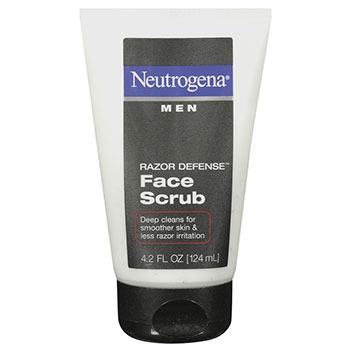 Neutrogena®
MEN
RAZOR DEFENSE™
Face
Scrub
Deep cleans for
smoother skin &
less razor irritation
4.2 FL OZ [124 mL]